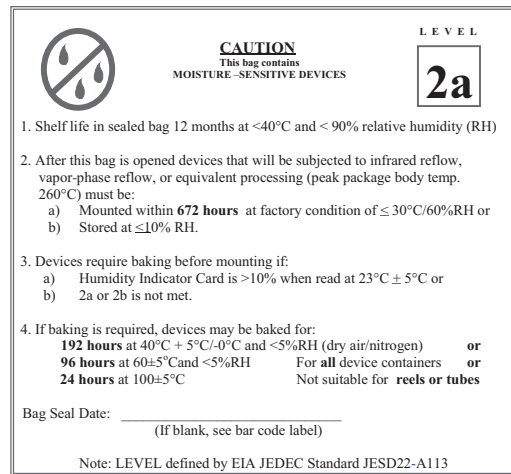 LEVEL
CAUTION
This bag contains
MOISTURE –SENSITIVE DEVICES
2a
1. Shelf life in sealed bag 12 months at <40°C and < 90% relative humidity (RH)
2. After this bag is opened devices that will be subjected to infrared reflow,
vapor-phase reflow, or equivalent processing (peak package body temp.
260°C) must be:
a) Mounted within 672 hours at factory condition of ≤ 30°C/60%RH or
b) Stored at ≤10% RH.
3. Devices require baking before mounting if:
a) Humidity Indicator Card is >10% when read at 23°C ± 5°C or
b) 2a or 2b is not met.
4. If baking is required, devices may be baked for:
192 hours at 40°C + 5°C/-0°C and <5%RH (dry air/nitrogen) or
96 hours at 60±5°Cand <5%RH For all device containers or
24 hours at 100±5°C Not suitable for reels or tubes
Bag Seal Date: ___________________________________
(If blank, see bar code label)
Note: LEVEL defined by EIA JEDEC Standard JESD22-A113